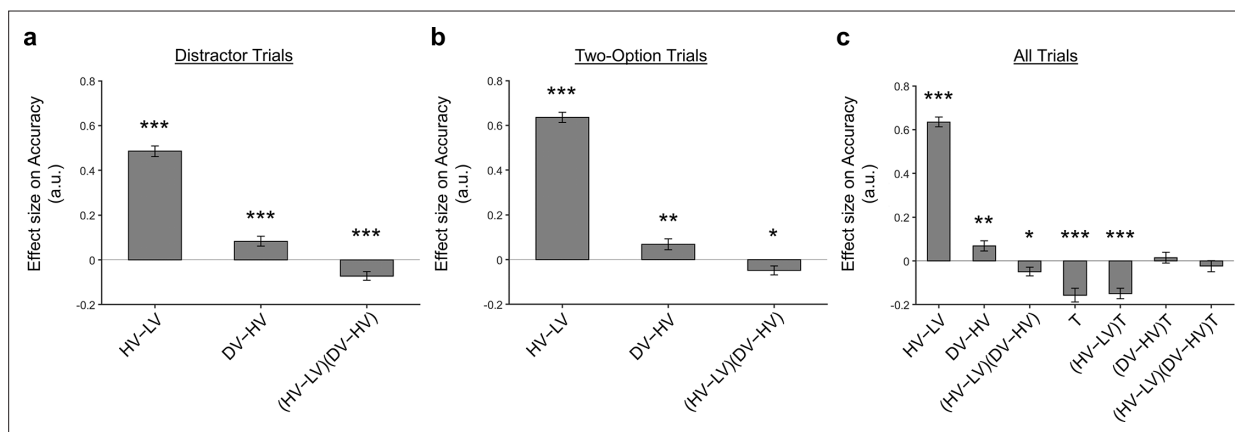 a
Distractor Trials
Effect size on Accuracy
(a.u.)
0.8
0.6
0.4
0.2
0
-0.2
***
***
***
HV−LV
DV−HV
(HV−LV)(DV−HV)
b
Two-Option Trials
Effect size on Accuracy
(a.u.)
0.8
0.6
0.4
0.2
0
-0.2
***
**
*
HV−LV
DV−HV
(HV−LV)(DV−HV)
c
All Trials
Effect size on Accuracy
(a.u.)
0.8
0.6
0.4
0.2
0
-0.2
***
**
*
***
***
HV−LV
DV−HV
(HV−LV)(DV−HV)
T
(HV−LV)T
(DV−HV)T
(HV−LV)(DV−HV)T